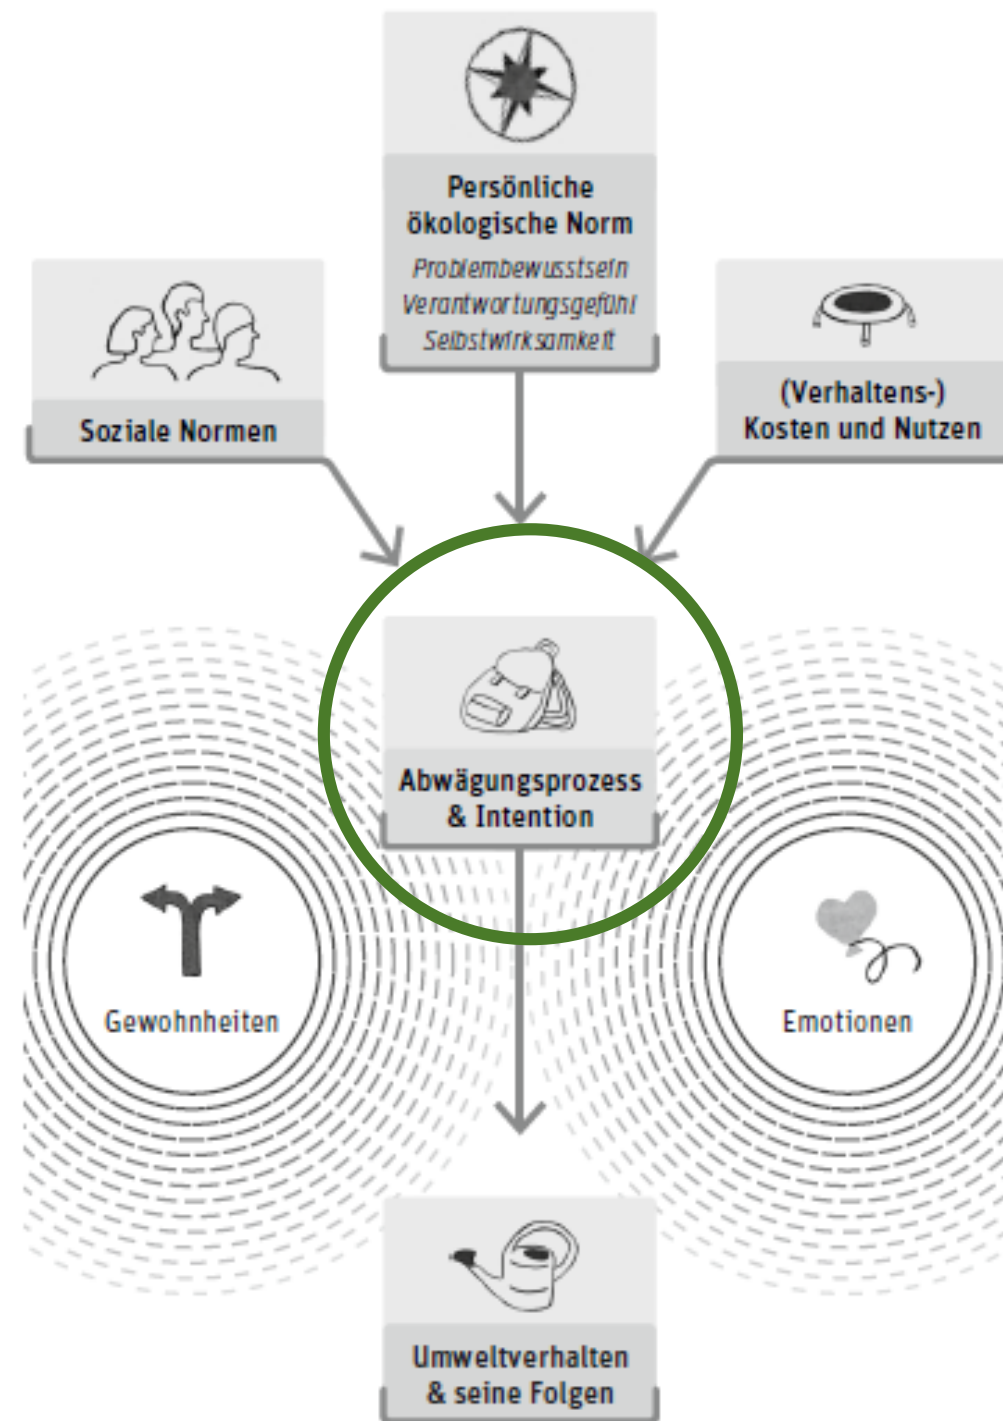 Persönliche
ökologische Norm
Problembewusstsein
Verantwortungsgefühl
Selbstwirksamkeit
Soziale Normen
(Verhaltens-)
Kosten und Nutzen
Abwägungsprozess
& Intention
Gewohnheiten
Emotionen
Umweltverhalten
& seine Folgen